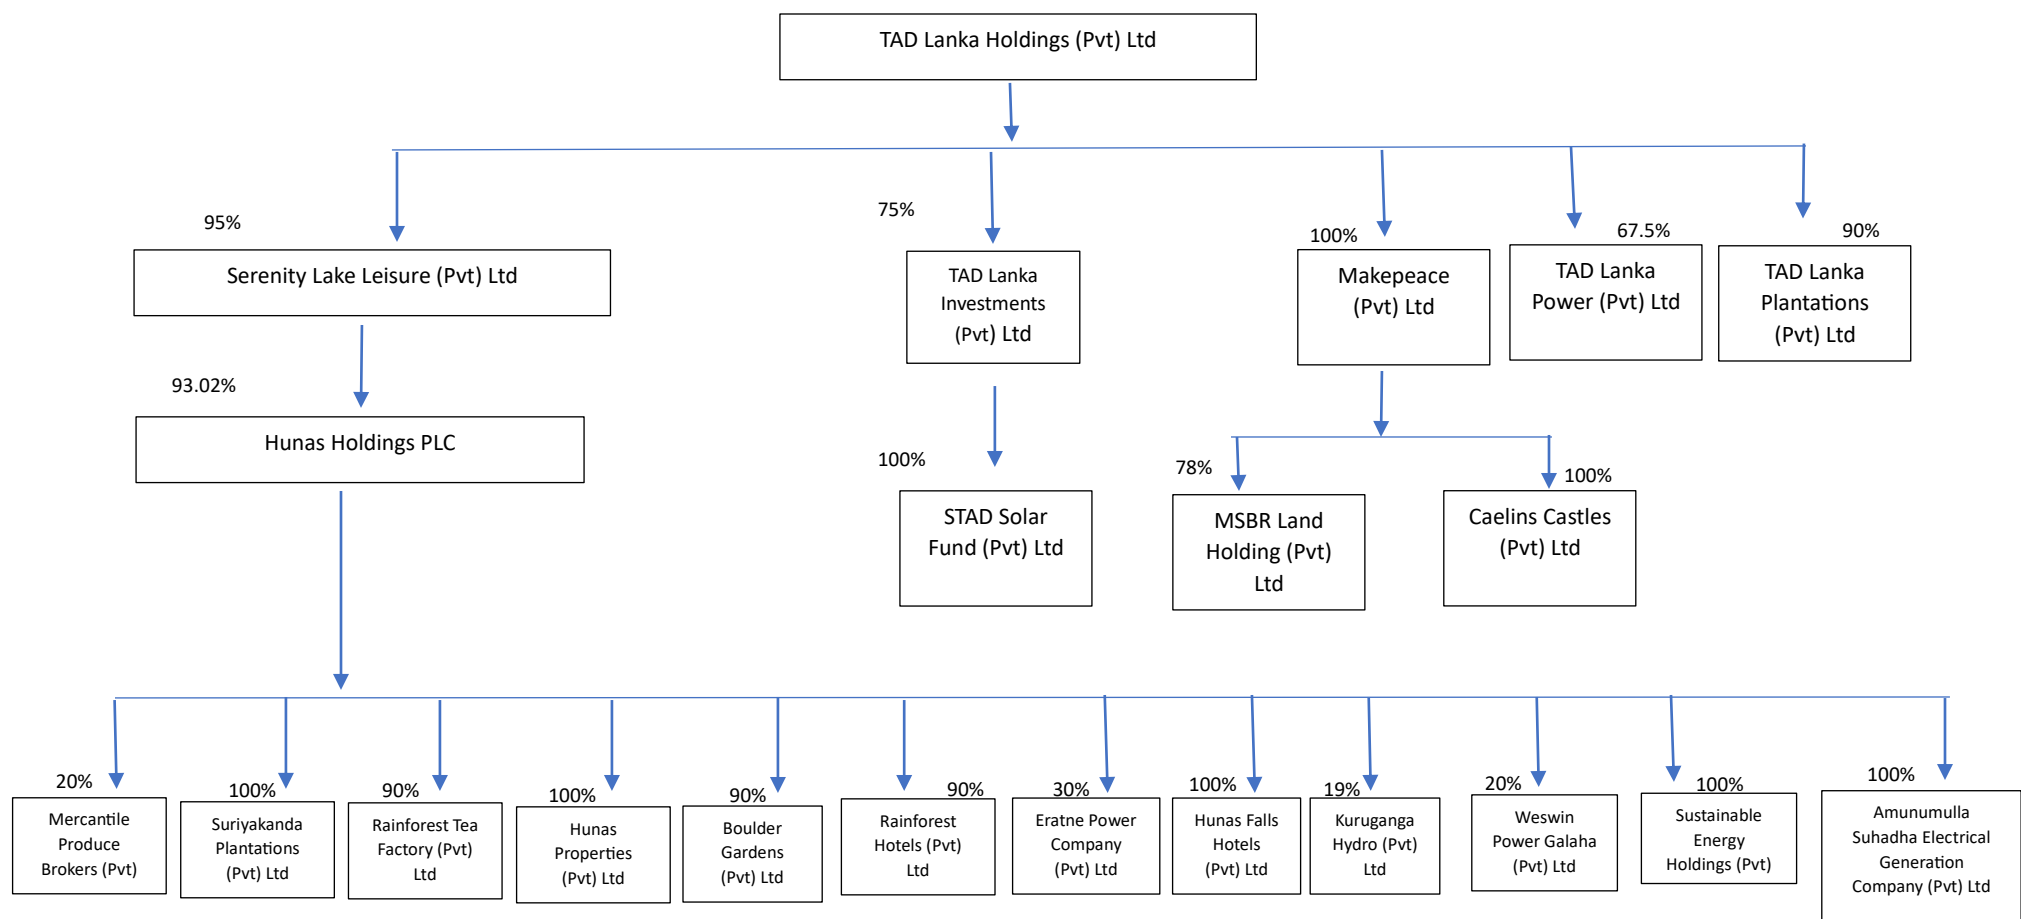 TAD Lanka Holdings (Pvt) Ltd
95%
75%
100%
67.5%
90%
Serenity Lake Leisure (Pvt) Ltd
TAD Lanka
Investments
(Pvt) Ltd
Makepeace
(Pvt) Ltd
TAD Lanka
Power (Pvt) Ltd
TAD Lanka
Plantations
(Pvt) Ltd
93.02%
Hunas Holdings PLC
100%
78%
100%
STAD Solar
Fund (Pvt) Ltd
MSBR Land
Holding (Pvt)
Ltd
Caelins Castles
(Pvt) Ltd
20%
100%
90%
100%
90%
90%
30%
100%
19%
20%
100%
100%
Mercantile
Produce
Brokers (Pvt)
Suriyakanda
Plantations
(Pvt) Ltd
Rainforest Tea
Factory (Pvt)
Ltd
Hunas
Properties
(Pvt) Ltd
Boulder
Gardens
(Pvt) Ltd
Rainforest
Hotels (Pvt)
Ltd
Eratne Power
Company
(Pvt) Ltd
Hunas Falls
Hotels
(Pvt) Ltd
Kuruganga
Hydro (Pvt)
Ltd
Weswin
Power Galaha
(Pvt) Ltd
Sustainable
Energy
Holdings (Pvt)
Amunumulla
Suhadha Electrical
Generation
Company (Pvt) Ltd